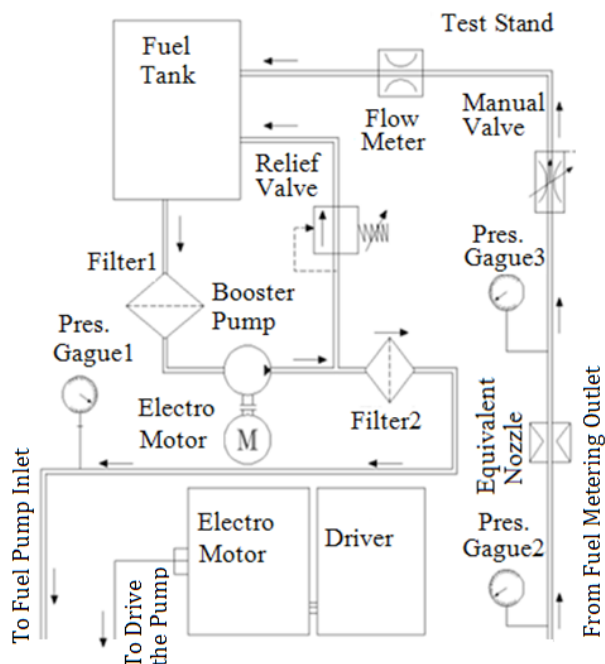 Test Stand
Fuel
Tank
Flow
Meter
Manual
Valve
Relief
Valve
Filter1
Booster
Pump
Pres.
Gague3
Pres.
Gague1
Electro
Motor
M
Filter2
Equivalent
Nozzle
Electro
Motor
Driver
Pres.
Gague2
To Fuel Pump Inlet
To Drive
the Pump
From Fuel Metering Outlet